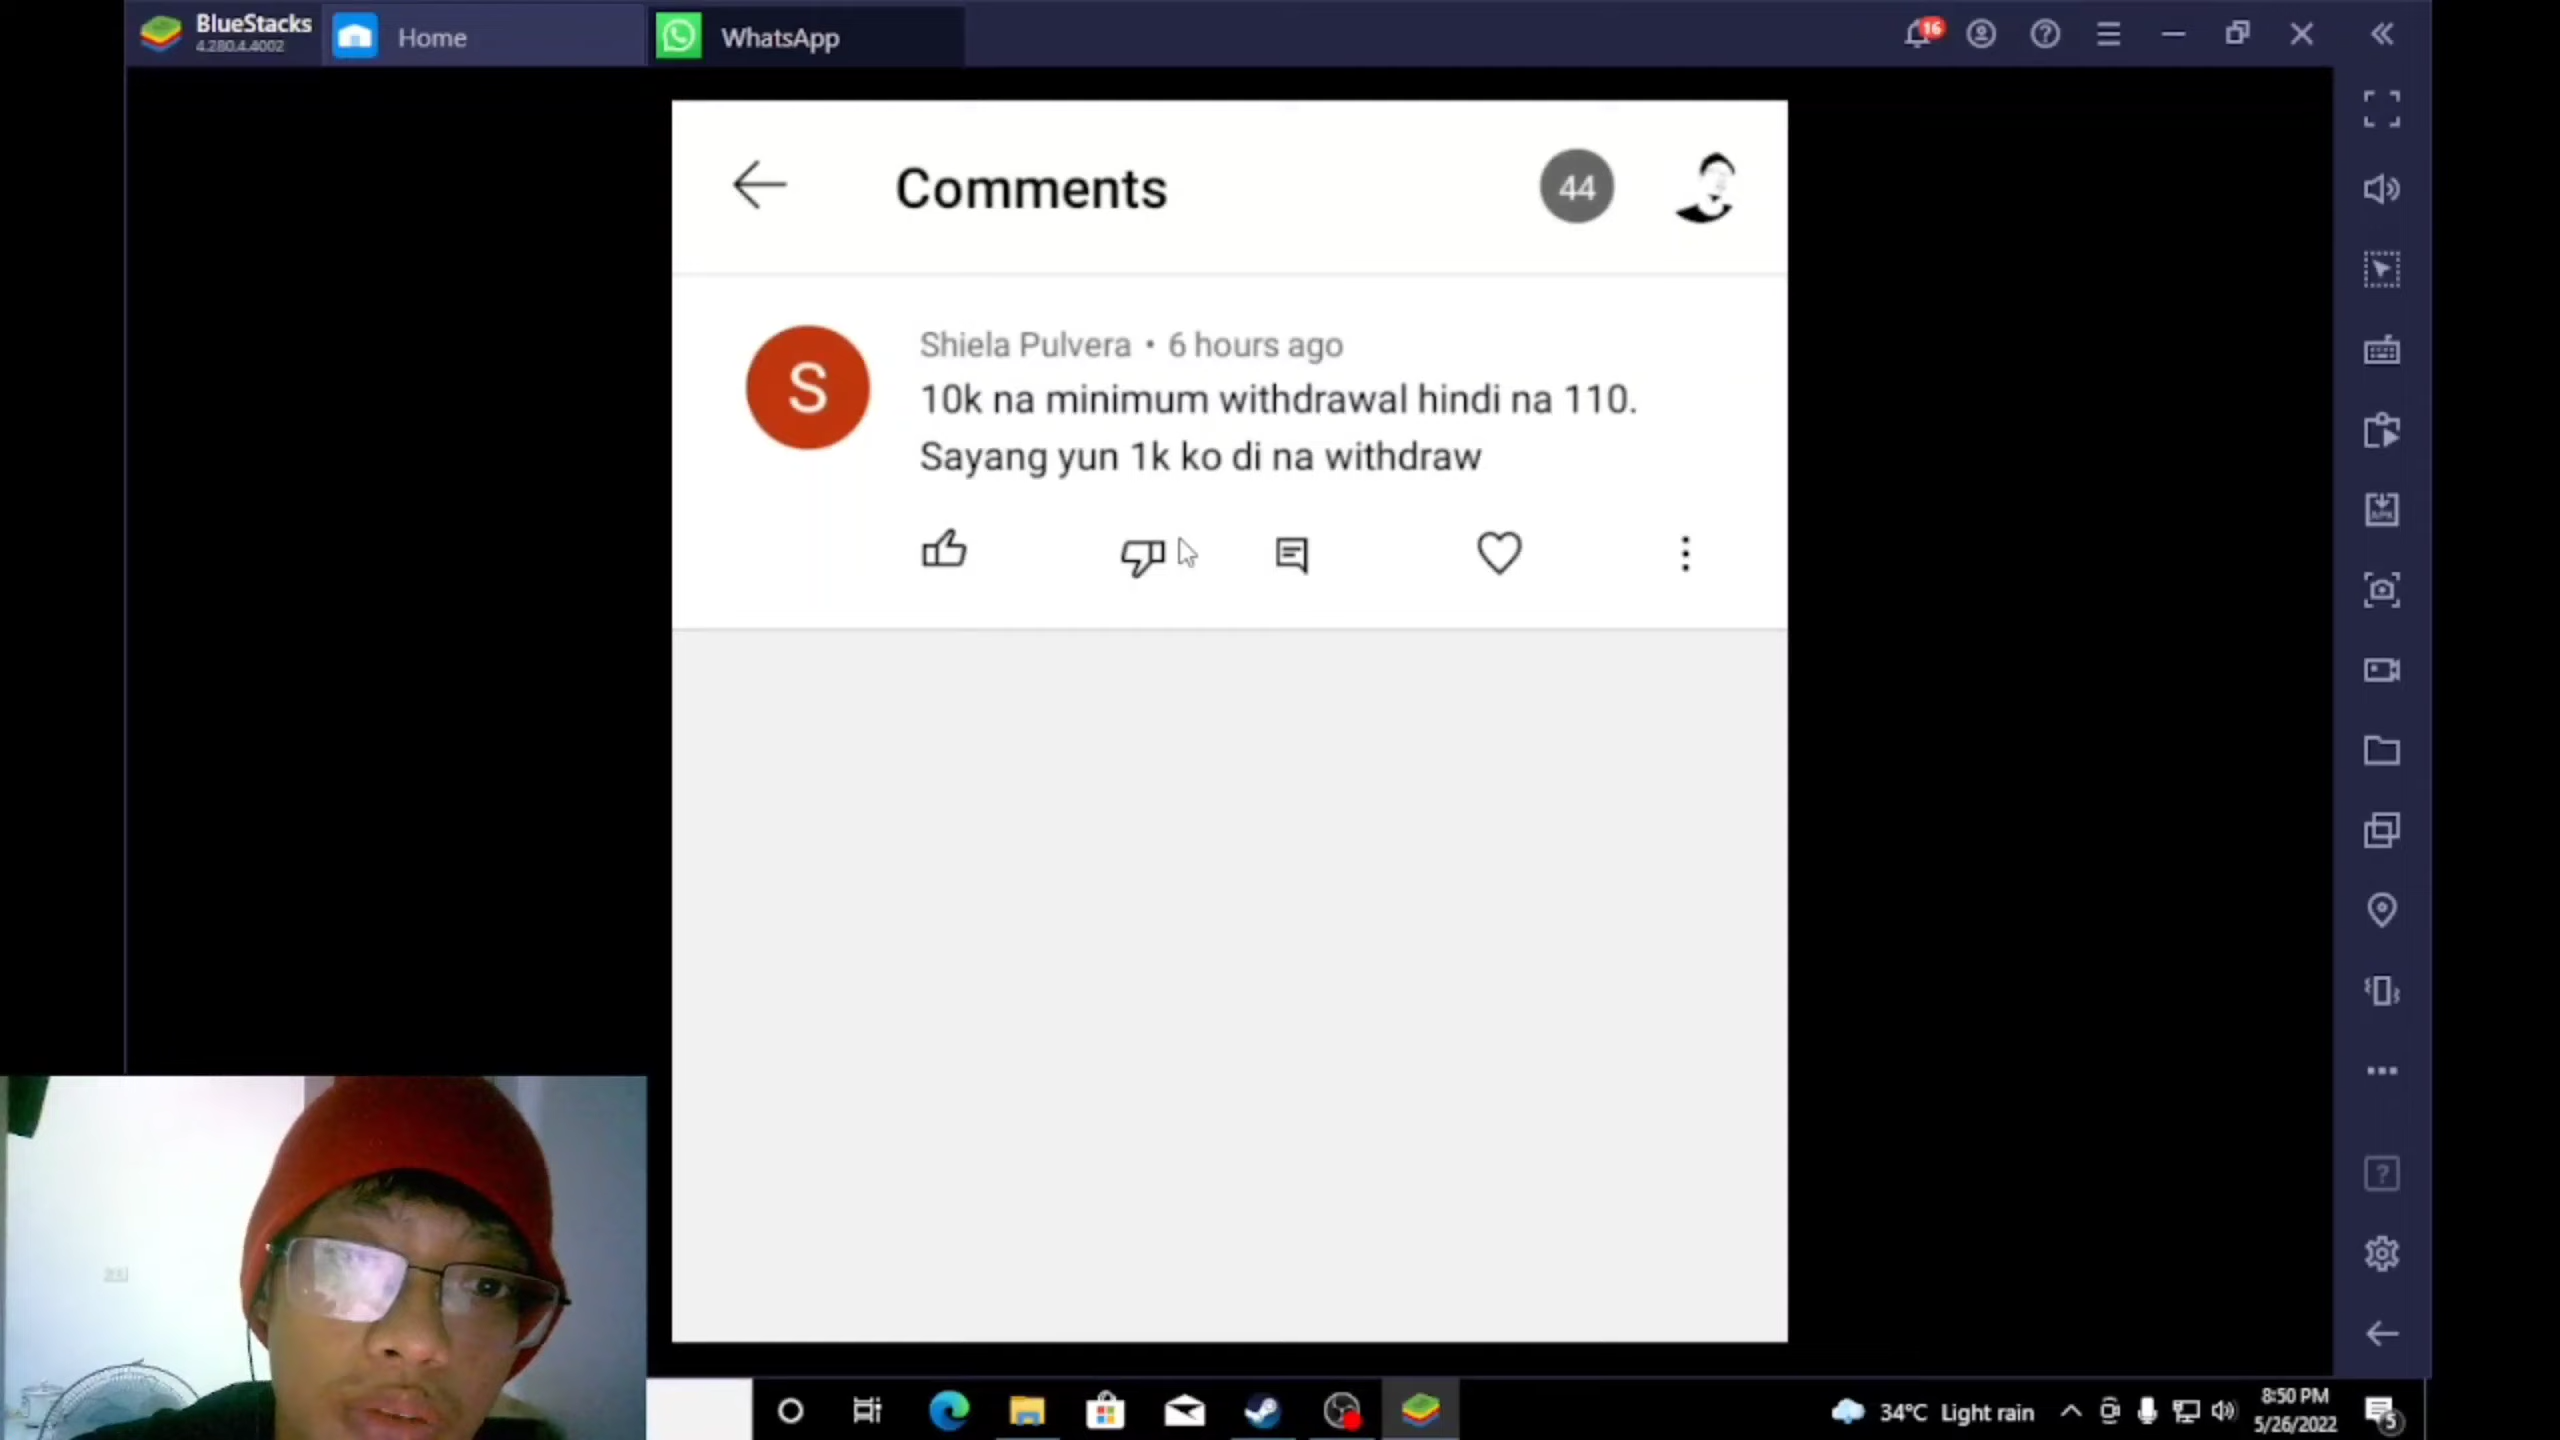 BlueStacks
4.280.4.4002
Home
WhatsApp
16
Comments
44
S
Shiela Pulvera • 6 hours ago
10k na minimum withdrawal hindi na 110.
Sayang yun 1k ko di na withdraw
APK
34°C Light rain
8:50 PM
5/26/2022
5